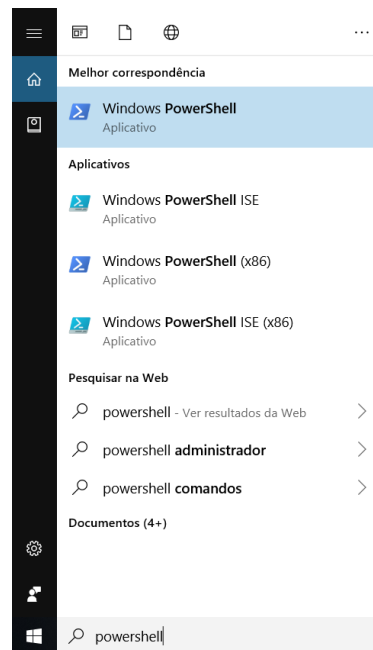 Melhor correspondência
Windows PowerShell
Aplicativo
Aplicativos
Windows PowerShell ISE
Aplicativo
Windows PowerShell (x86)
Aplicativo
Windows PowerShell ISE (x86)
Aplicativo
Pesquisar na Web
powershell - Ver resultados da Web
powershell administrador
powershell comandos
Documentos (4+)
powershell